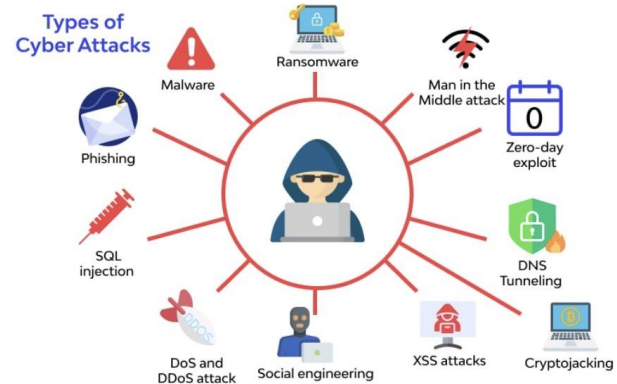 Types of
Cyber Attacks
Ransomware
Malware
Man in the
Middle attack
0
Phishing
Zero-day
exploit
SQL
injection
DNS
Tunneling
DDOS
DoS and
DDoS attack
Social engineering
XSS attacks
Cryptojacking